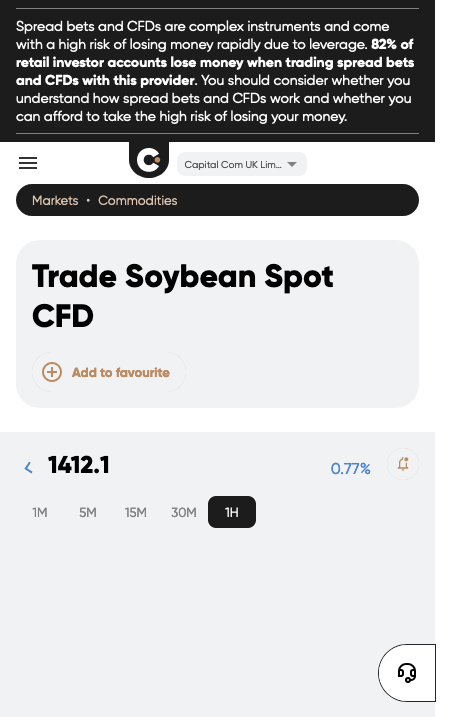 Spread bets and CFDs are complex instruments and come
with a high risk of losing money rapidly due to leverage. 82% of
retail investor accounts lose money when trading spread bets
and CFDs with this provider. You should consider whether you
understand how spread bets and CFDs work and whether you
can afford to take the high risk of losing your money.
Capital Com UK Lim...
Markets • Commodities
Trade Soybean Spot
CFD
Add to favourite
1412.1
0.77%
1M 5M 15M 30M 1H